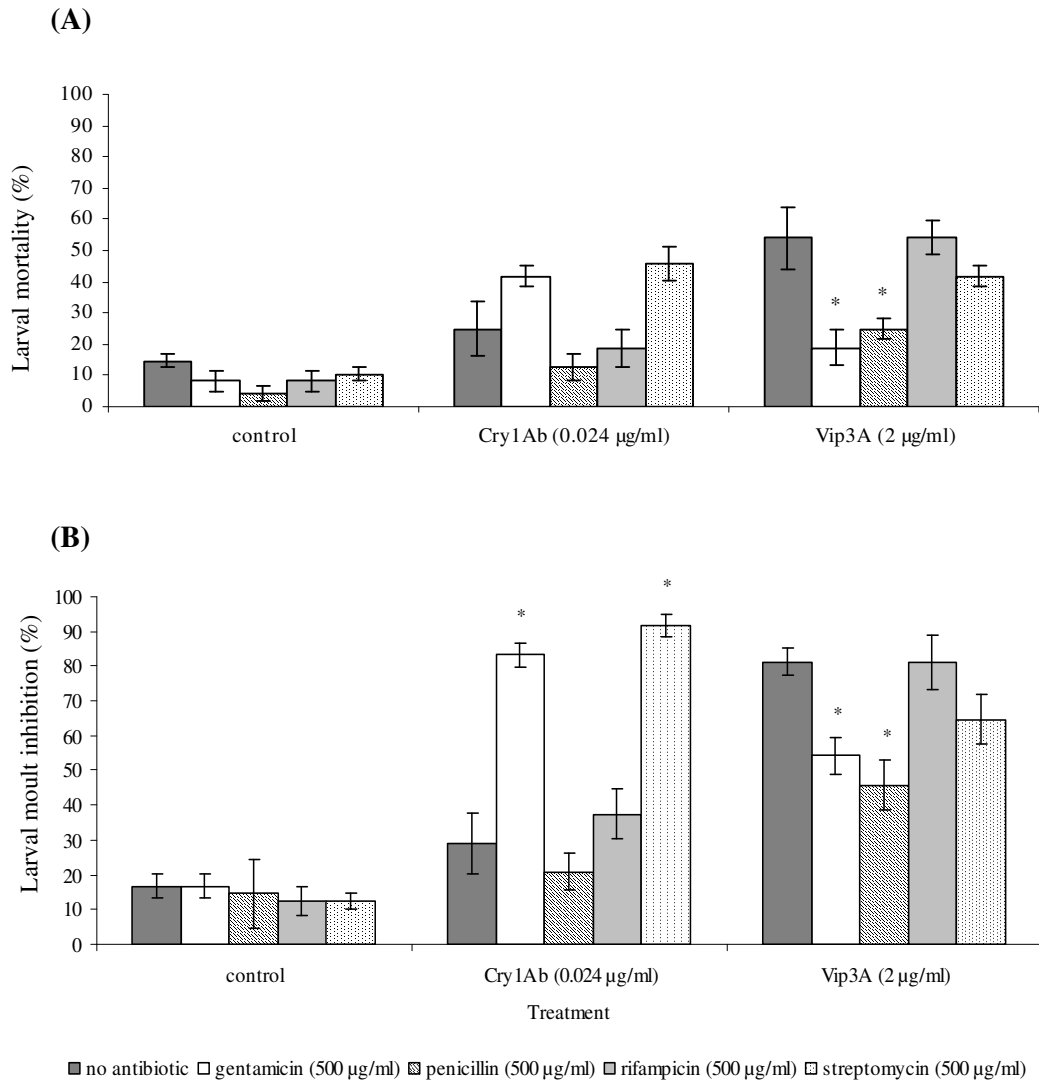 (A)
Larval mortality (%)
100
90
80
70
60
50
40
30
20
10
0
* *
control Cry1Ab (0.024 µg/ml) Vip3A (2 µg/ml)
(B)
Larval moult inhibition (%)
100
90
80
70
60
50
40
30
20
10
0
* * * *
control Cry1Ab (0.024 µg/ml) Vip3A (2 µg/ml)
Treatment
no antibiotic gentamicin (500 µg/ml) penicillin (500 µg/ml) rifampicin (500 µg/ml) streptomycin (500 µg/ml)